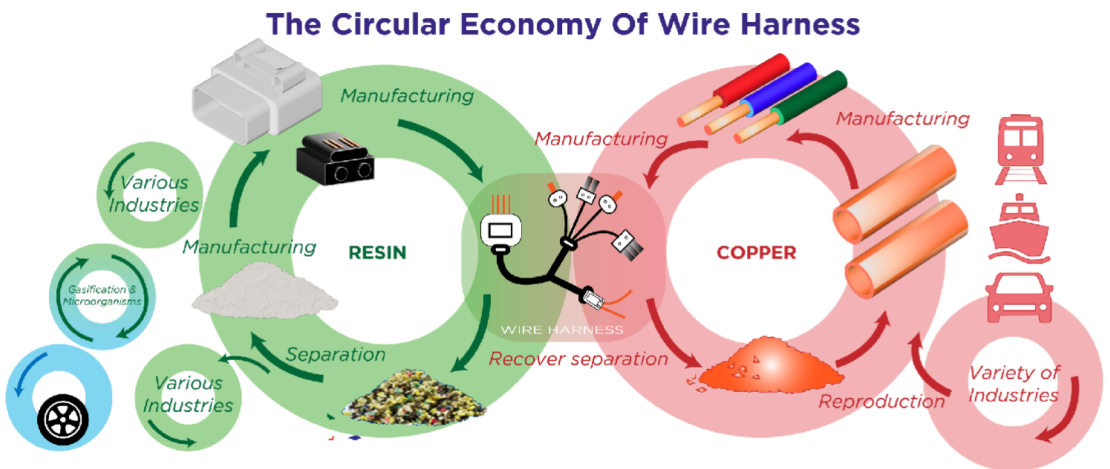 The Circular Economy Of Wire Harness
Manufacturing
Manufacturing
Manufacturing
Various
Industries
Manufacturing
RESIN
COPPER
Gasification &
Microorganisms
WIRE HARNESS
Separation
Recover separation
Various
Industries
Variety of
Industries
Reproduction